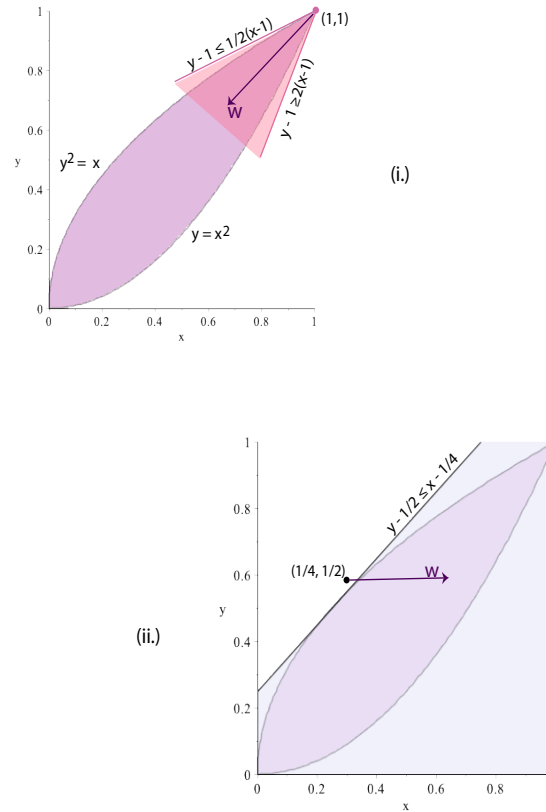 1
(1,1)
y - 1 ≤ 1/2(x-1)
0.8
W
y - 1 ≥ 2(x-1)
0.6
y
y² = x
(i.)
0.4
y = x²
0.2
0
0 0.2 0.4 0.6 0.8 1
x
1
y - 1/2 ≤ x - 1/4
0.8
(1/4, 1/2)
W
0.6
y
(ii.)
0.4
0.2
0
0 0.2 0.4 0.6 0.8
x